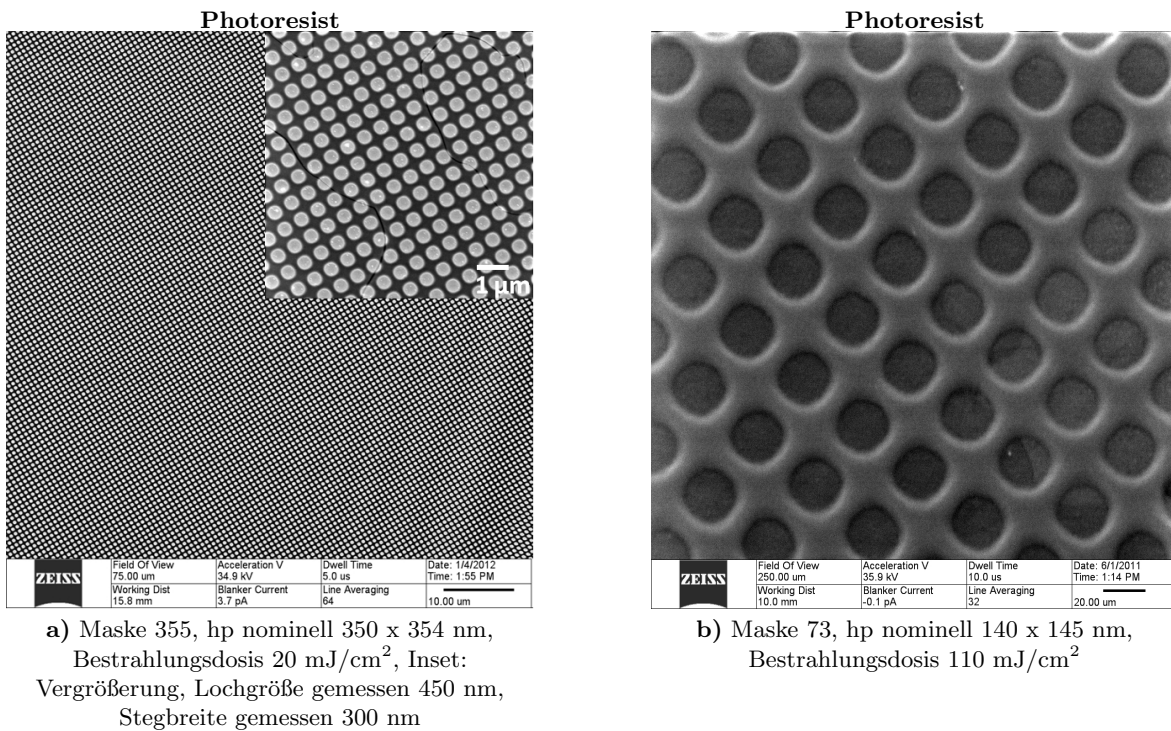 Photoresist
1 µm
ZEISS
Field Of View
75.00 um
Acceleration V
34.9 kV
Dwell Time
5.0 us
Date: 1/4/2012
Time: 1:55 PM
Working Dist
15.8 mm
Blanker Current
3.7 pA
Line Averaging
64
10.00 um
a) Maske 355, hp nominell 350 x 354 nm,
Bestrahlungsdosis 20 mJ/cm², Inset:
Vergrößerung, Lochgröße gemessen 450 nm,
Stegbreite gemessen 300 nm
Photoresist
ZEISS
Field Of View
250.00 um
Acceleration V
35.9 kV
Dwell Time
10.0 us
Date: 6/1/2011
Time: 1:14 PM
Working Dist
10.0 mm
Blanker Current
-0.1 pA
Line Averaging
32
20.00 um
b) Maske 73, hp nominell 140 x 145 nm,
Bestrahlungsdosis 110 mJ/cm²